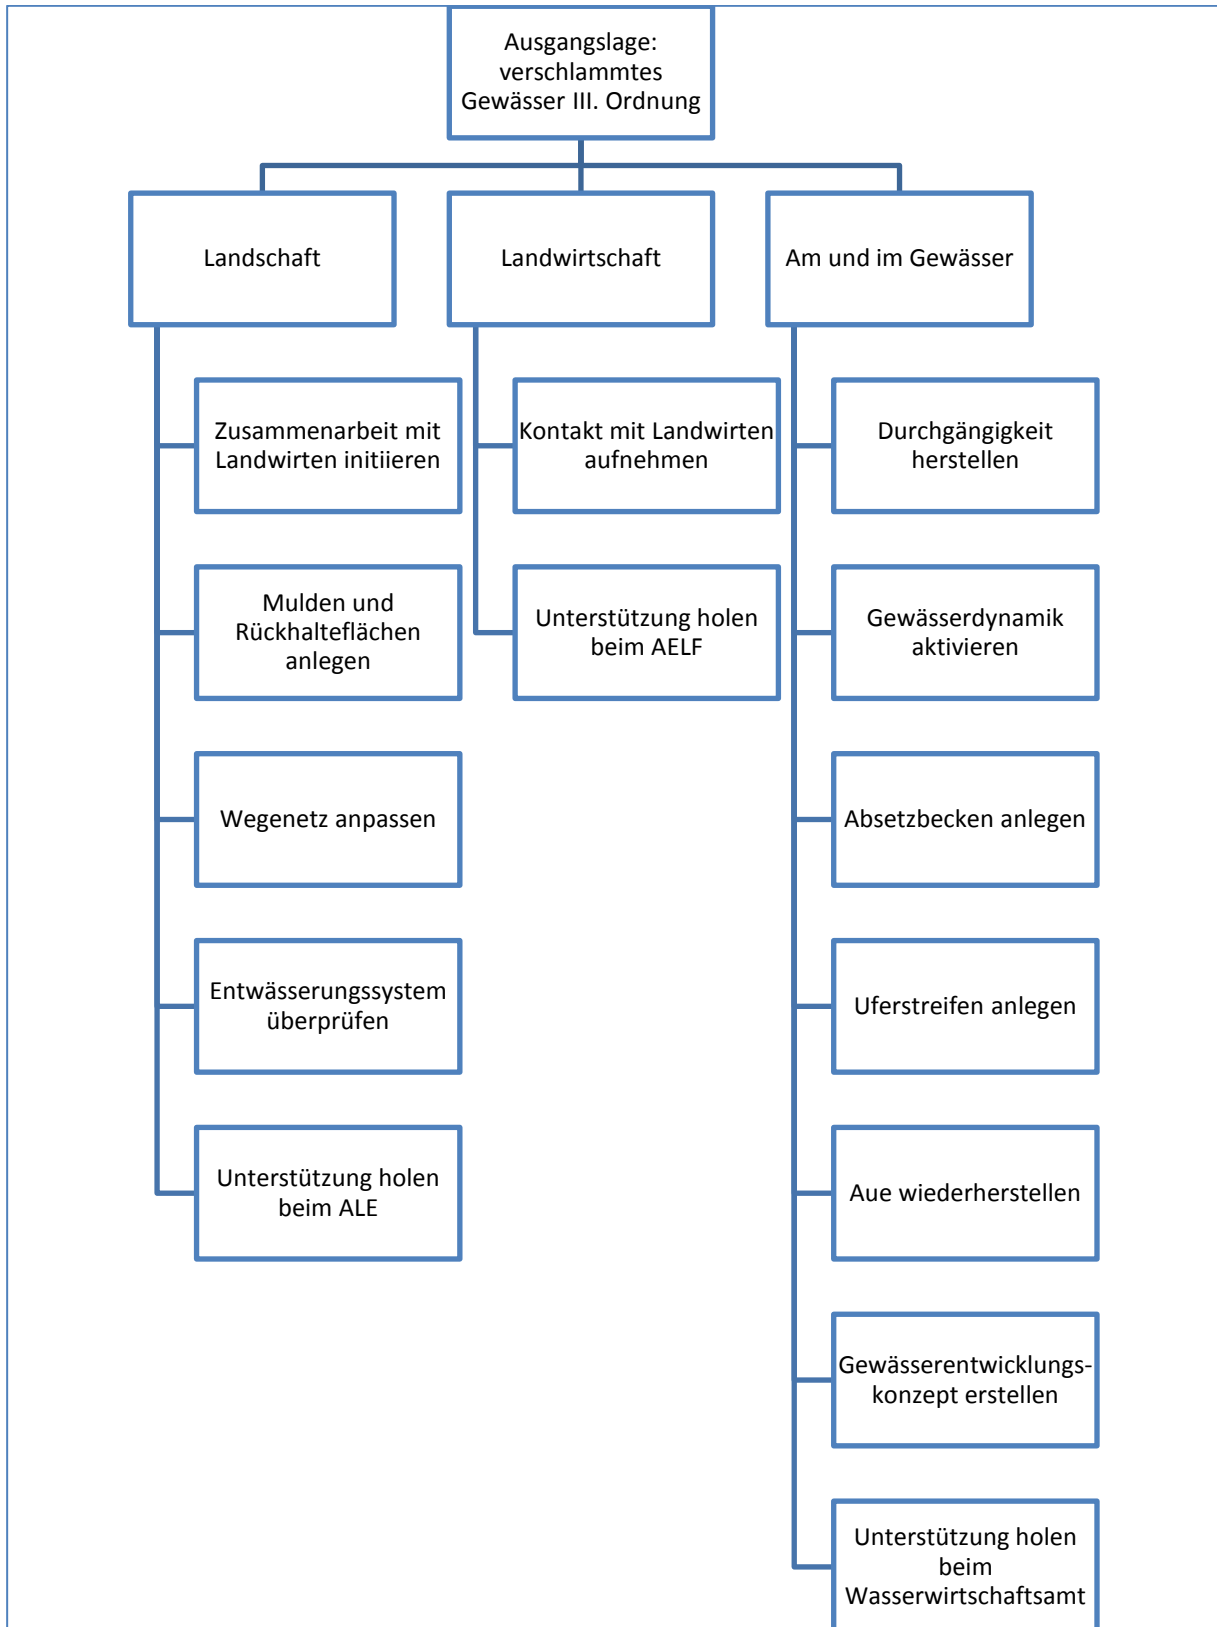 Ausgangslage:
verschlammtes
Gewässer III. Ordnung
Landschaft
Landwirtschaft
Am und im Gewässer
Zusammenarbeit mit
Landwirten initiieren
Mulden und
Rückhalteflächen
anlegen
Wegenetz anpassen
Entwässerungssystem
überprüfen
Unterstützung holen
beim ALE
Kontakt mit Landwirten
aufnehmen
Unterstützung holen
beim AELF
Durchgängigkeit
herstellen
Gewässerdynamik
aktivieren
Absetzbecken anlegen
Uferstreifen anlegen
Aue wiederherstellen
Gewässerentwicklungs-
konzept erstellen
Unterstützung holen
beim
Wasserwirtschaftsamt